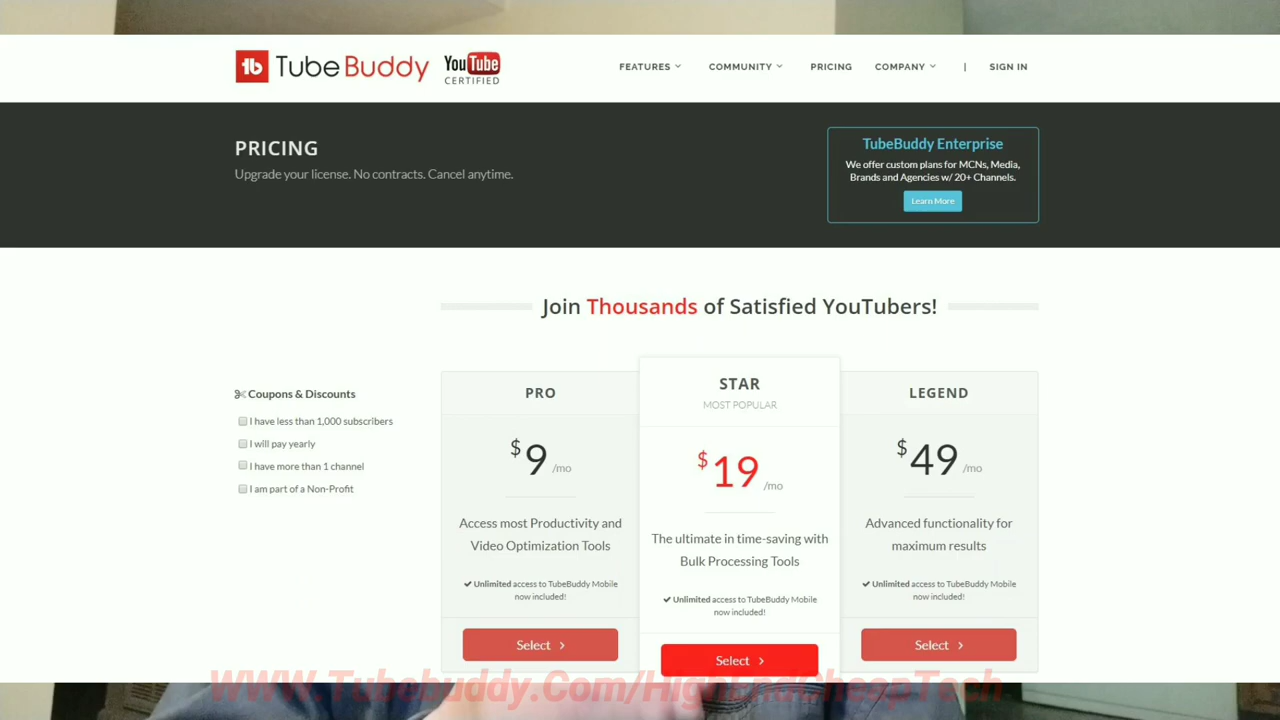 TubeBuddy YouTube CERTIFIED
FEATURES COMMUNITY PRICING COMPANY | SIGN IN
PRICING
Upgrade your license. No contracts. Cancel anytime.
TubeBuddy Enterprise
We offer custom plans for MCNs, Media,
Brands and Agencies w/ 20+ Channels.
Learn More
Join Thousands of Satisfied YouTubers!
Coupons & Discounts
I have less than 1,000 subscribers
I will pay yearly
I have more than 1 channel
I am part of a Non-Profit
PRO
$9/mo
Access most Productivity and
Video Optimization Tools
✔ Unlimited access to TubeBuddy Mobile
now included!
Select >
STAR
MOST POPULAR
$19/mo
The ultimate in time-saving with
Bulk Processing Tools
✔ Unlimited access to TubeBuddy Mobile
now included!
Select >
LEGEND
$49/mo
Advanced functionality for
maximum results
✔ Unlimited access to TubeBuddy Mobile
now included!
Select >
WWW.Tubebuddy.Com/HighEndCheapTech